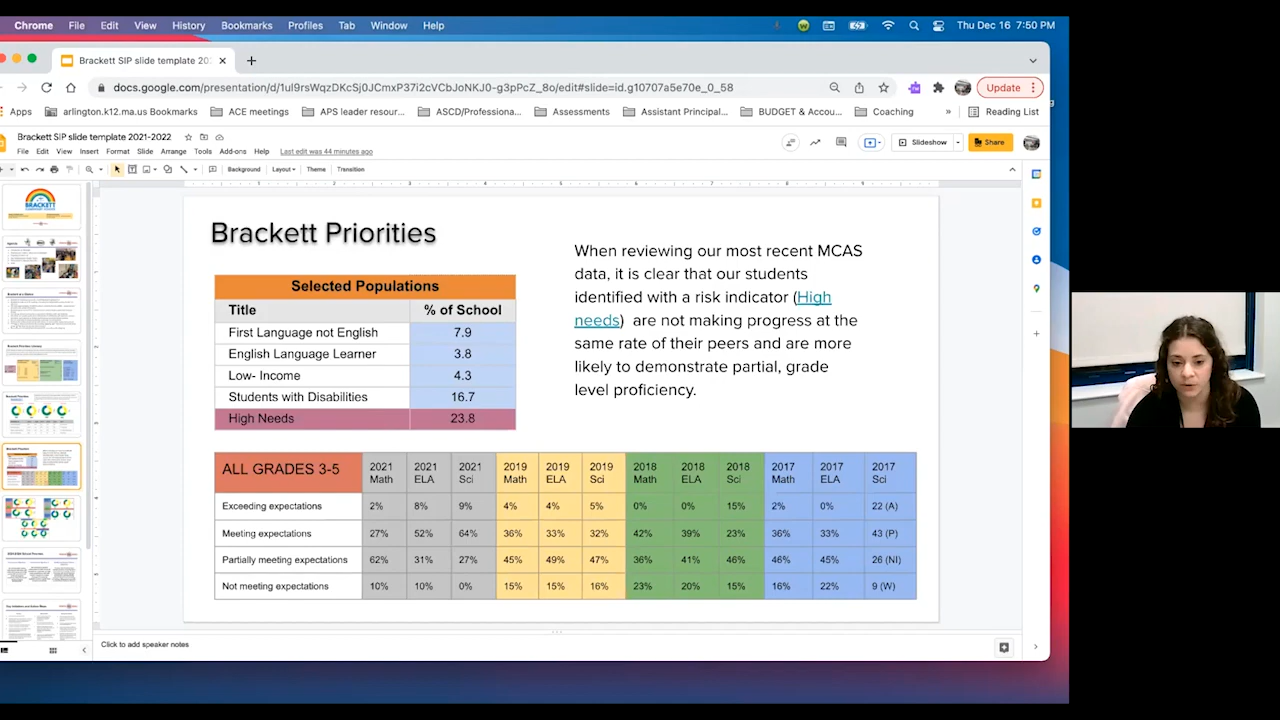 Chrome File Edit View History Bookmarks Profiles Tab Window Help Thu Dec 16 7:50 PM
Brackett SIP slide template 202
docs.google.com/presentation/d/1uI9rsWqzDKcSj0JCmxP37i2cVCbJoNKJ0-g3pPcZ_8o/edit#slide=id.g10707a5e70e_0_58 Update
Apps arlington.k12.ma.us Bookmarks ACE meetings APS leader resour... ASCD/Professiona... Assessments Assistant Principal... BUDGET & Accou... Coaching » Reading List
Brackett SIP slide template 2021-2022
File Edit View Insert Format Slide Arrange Tools Add-ons Help Last edit was 44 minutes ago
Slideshow Share
Background Layout Theme Transition
BRACKETT
Brackett Priorities
When reviewing our most recent MCAS
data, it is clear that our students
identified with a risk indicator (High
needs) are not making progress at the
same rate of their peers and are more
likely to demonstrate partial, grade
level proficiency.
Selected Populations
Title % of School
First Language not English 7.9
English Language Learner 3.8
Low- Income 4.3
Students with Disabilities 16.7
High Needs 23.8
ALL GRADES 3-5 2021 Math 2021 ELA 2021 Sci 2019 Math 2019 ELA 2019 Sci 2018 Math 2018 ELA 2018 Sci 2017 Math 2017 ELA 2017 Sci
Exceeding expectations 2% 8% 9% 4% 4% 5% 0% 0% 15% 2% 0% 22 (A)
Meeting expectations 27% 52% 64% 36% 33% 32% 42% 39% 23% 36% 33% 43 (P)
Partially meeting expectations 62% 31% 18% 45% 49% 47% 36% 41% 46% 46% 45% 26 (NI)
Not meeting expectations 10% 10% 9% 15% 15% 16% 23% 20% 15% 16% 22% 9 (W)
Click to add speaker notes